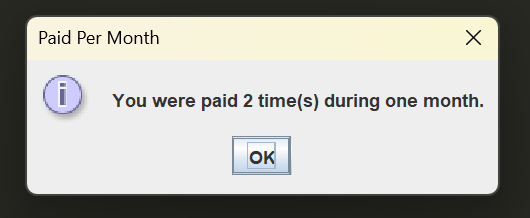 Paid Per Month
You were paid 2 time(s) during one month.
OK